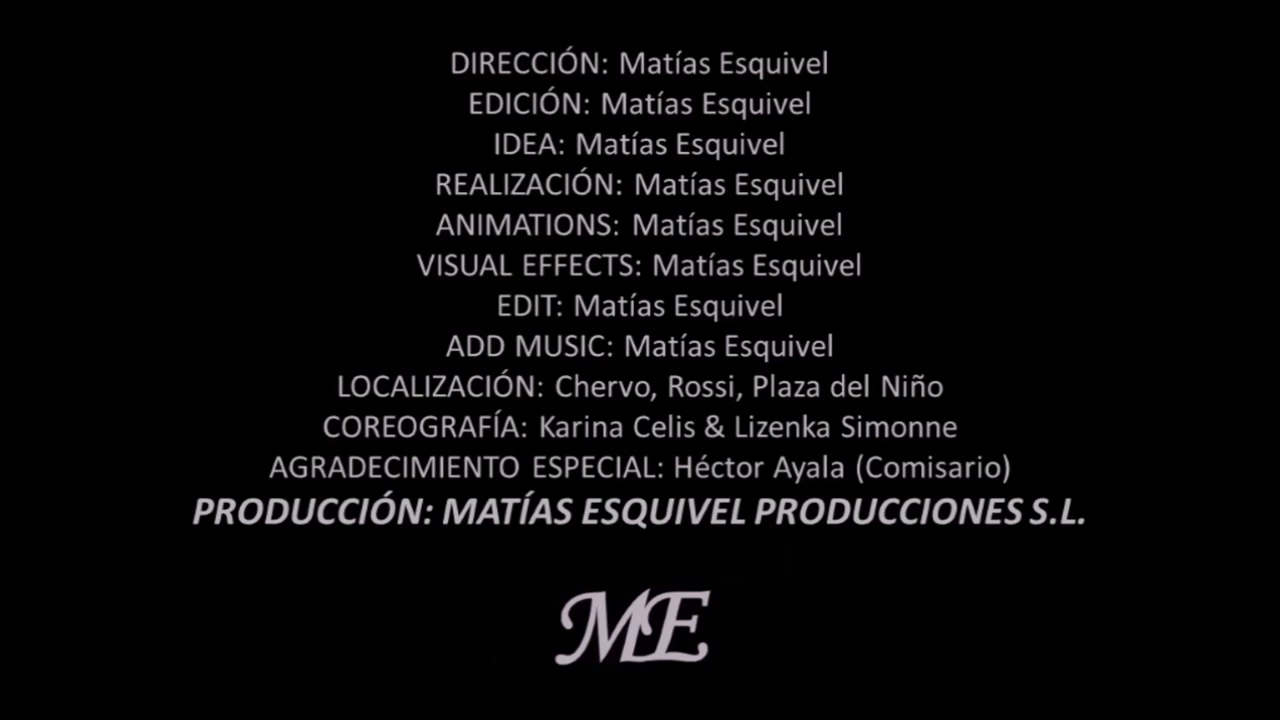 DIRECCIÓN: Matías Esquivel
EDICIÓN: Matías Esquivel
IDEA: Matías Esquivel
REALIZACIÓN: Matías Esquivel
ANIMATIONS: Matías Esquivel
VISUAL EFFECTS: Matías Esquivel
EDIT: Matías Esquivel
ADD MUSIC: Matías Esquivel
LOCALIZACIÓN: Chervo, Rossi, Plaza del Niño
COREOGRAFÍA: Karina Celis & Lizenka Simonne
AGRADECIMIENTO ESPECIAL: Héctor Ayala (Comisario)
PRODUCCIÓN: MATÍAS ESQUIVEL PRODUCCIONES S.L.
ME